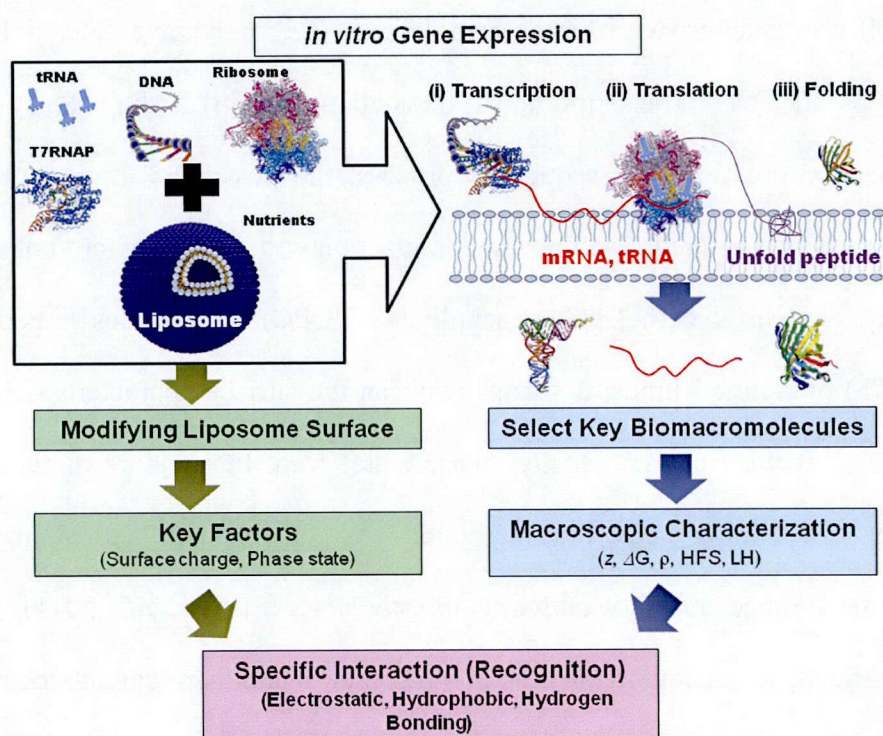 In vitro Gene Expression
tRNA
DNA
Ribosome
T7RNAP
Nutrients
Liposome
(i) Transcription
(ii) Translation
(iii) Folding
mRNA, tRNA
Unfold peptide
Modifying Liposome Surface
Select Key Biomacromolecules
Key Factors
(Surface charge, Phase state)
Macroscopic Characterization
(z, ΔG, ρ, HFS, LH)
Specific Interaction (Recognition)
(Electrostatic, Hydrophobic, Hydrogen
Bonding)